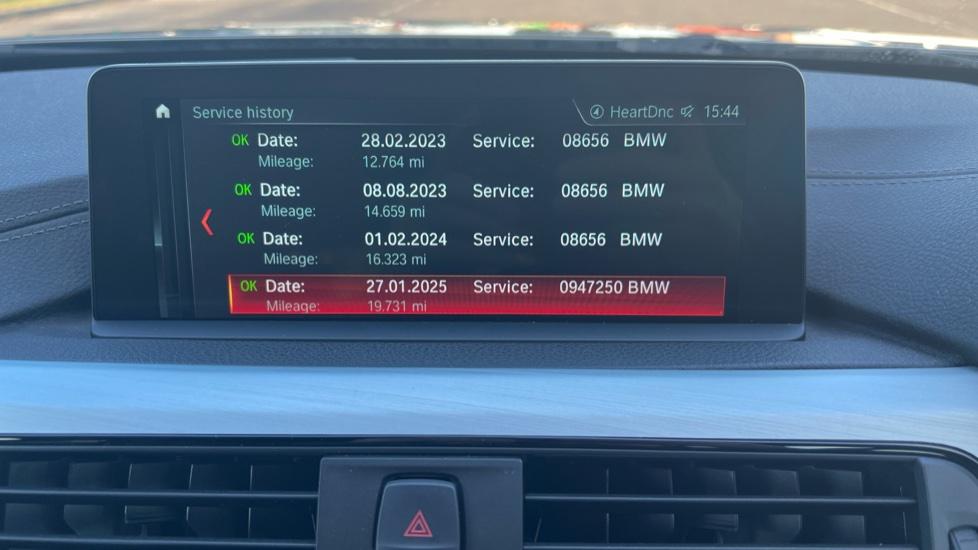 Service history HeartDnc 15:44
OK Date: 28.02.2023 Service: 08656 BMW
Mileage: 12.764 mi
OK Date: 08.08.2023 Service: 08656 BMW
Mileage: 14.659 mi
OK Date: 01.02.2024 Service: 08656 BMW
Mileage: 16.323 mi
OK Date: 27.01.2025 Service: 0947250 BMW
Mileage: 19.731 mi